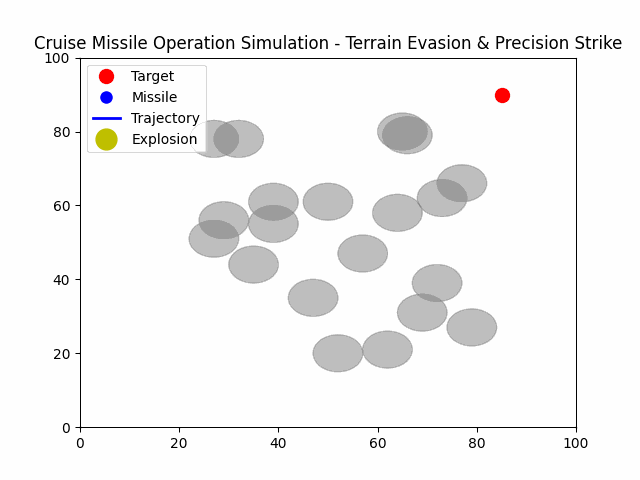 Cruise Missile Operation Simulation - Terrain Evasion & Precision Strike
100
80
60
40
20
0
Target
Missile
Trajectory
Explosion
0 20 40 60 80 100